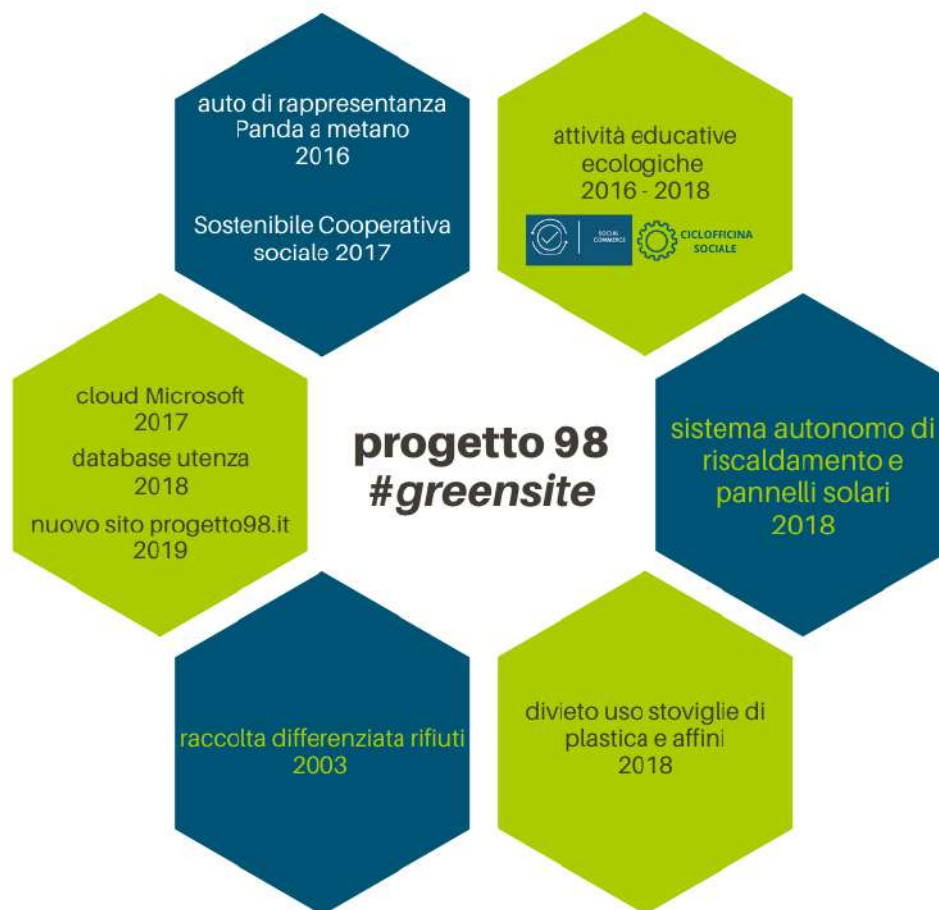 auto di rappresentanza
Panda a metano
2016
Sostenibile Cooperativa
sociale 2017
attività educative
ecologiche
2016 - 2018
SOCIAL
COMMERCE
CICLOFFICINA
SOCIALE
cloud Microsoft
2017
database utenza
2018
nuovo sito progetto98.it
2019
progetto 98
#greensite
sistema autonomo di
riscaldamento e
pannelli solari
2018
raccolta differenziata rifiuti
2003
divieto uso stoviglie di
plastica e affini
2018